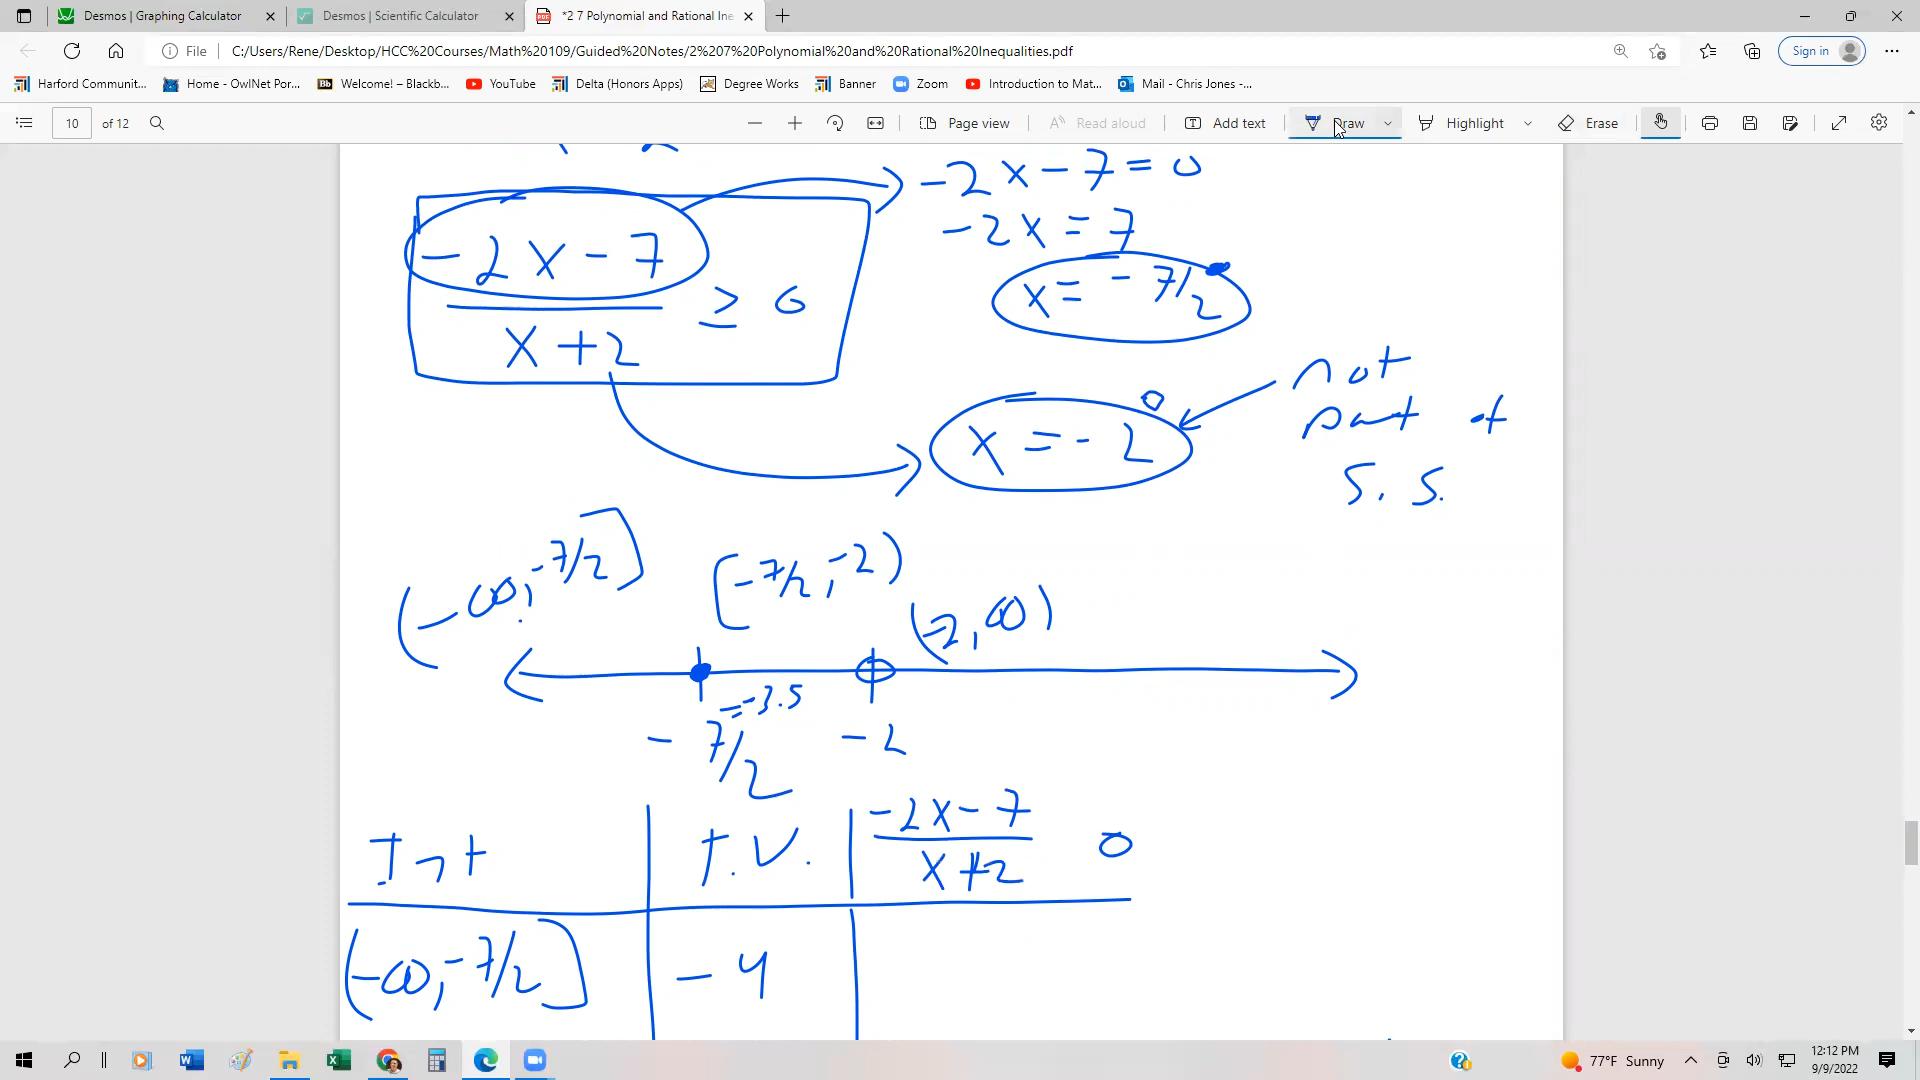 Desmos | Graphing Calculator
Desmos | Scientific Calculator
*2 7 Polynomial and Rational Ine
File
C:/Users/Rene/Desktop/HCC%20Courses/Math%20109/Guided%20Notes/2%207%20Polynomial%20and%20Rational%20Inequalities.pdf
Sign in
Harford Communit...
Home - OwlNet Por...
Bb Welcome! – Blackb...
YouTube
Delta (Honors Apps)
Degree Works
Banner
Zoom
Introduction to Mat...
Mail - Chris Jones -...
10 of 12
Page view
Read aloud
Add text
Draw
Highlight
Erase
-2x-7=0
-2x=7
x= -7/2
-2x-7
≥ 0
x+2
x=-2
not
part of
S. S.
(-∞,-7/2]
[-7/2,-2)
(-2,∞)
=-3.5
-7/2
-2
Int
T.V.
-2x-7
x+2
0
(-∞,-7/2]
-4
77°F Sunny
12:12 PM
9/9/2022